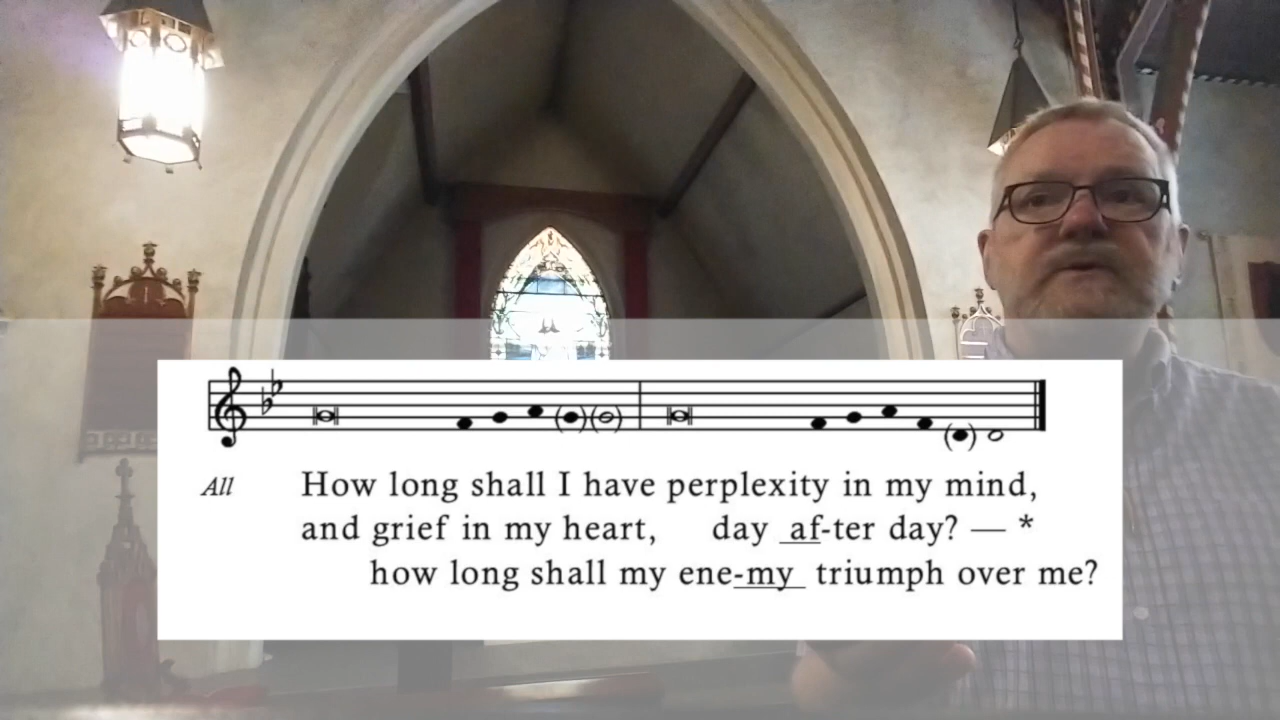 All How long shall I have perplexity in my mind,
and grief in my heart, day af-ter day? — *
how long shall my ene-my triumph over me?